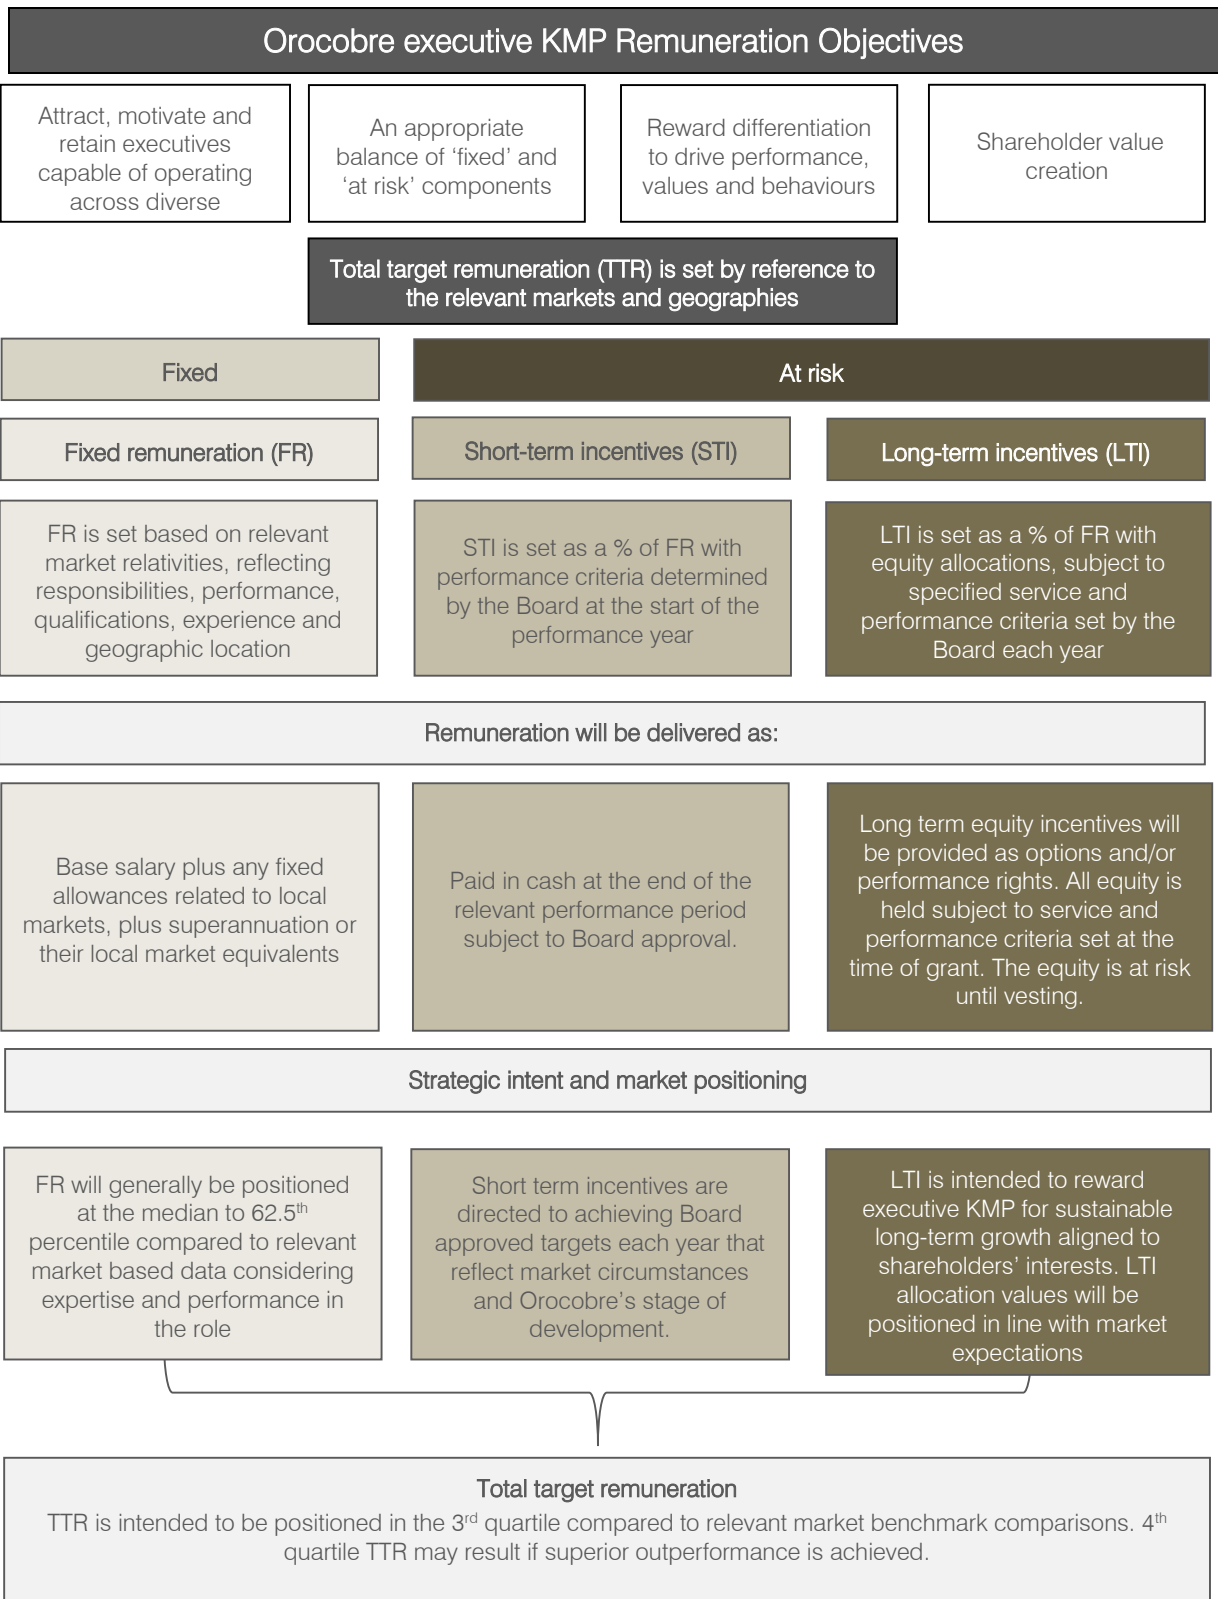 Orocobre executive KMP Remuneration Objectives
Attract, motivate and
retain executives
capable of operating
across diverse
An appropriate
balance of ‘fixed’ and
‘at risk’ components
Reward differentiation
to drive performance,
values and behaviours
Shareholder value
creation
Total target remuneration (TTR) is set by reference to
the relevant markets and geographies
Fixed
At risk
Fixed remuneration (FR)
Short-term incentives (STI)
Long-term incentives (LTI)
FR is set based on relevant
market relativities, reflecting
responsibilities, performance,
qualifications, experience and
geographic location
STI is set as a % of FR with
performance criteria determined
by the Board at the start of the
performance year
LTI is set as a % of FR with
equity allocations, subject to
specified service and
performance criteria set by the
Board each year
Remuneration will be delivered as:
Base salary plus any fixed
allowances related to local
markets, plus superannuation or
their local market equivalents
Paid in cash at the end of the
relevant performance period
subject to Board approval.
Long term equity incentives will
be provided as options and/or
performance rights. All equity is
held subject to service and
performance criteria set at the
time of grant. The equity is at risk
until vesting.
Strategic intent and market positioning
FR will generally be positioned
at the median to 62.5th
percentile compared to relevant
market based data considering
expertise and performance in
the role
Short term incentives are
directed to achieving Board
approved targets each year that
reflect market circumstances
and Orocobre’s stage of
development.
LTI is intended to reward
executive KMP for sustainable
long-term growth aligned to
shareholders’ interests. LTI
allocation values will be
positioned in line with market
expectations
Total target remuneration
TTR is intended to be positioned in the 3rd quartile compared to relevant market benchmark comparisons. 4th
quartile TTR may result if superior outperformance is achieved.